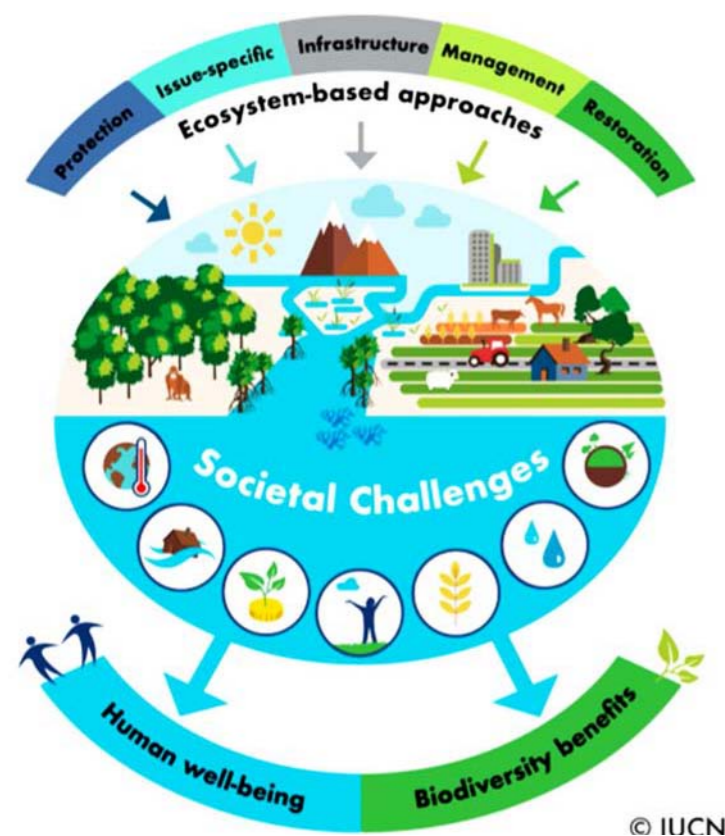 Protection
Issue-specific
Infrastructure
Management
Restoration
Ecosystem-based approaches
Societal Challenges
Human well-being
Biodiversity benefits
© IUCN